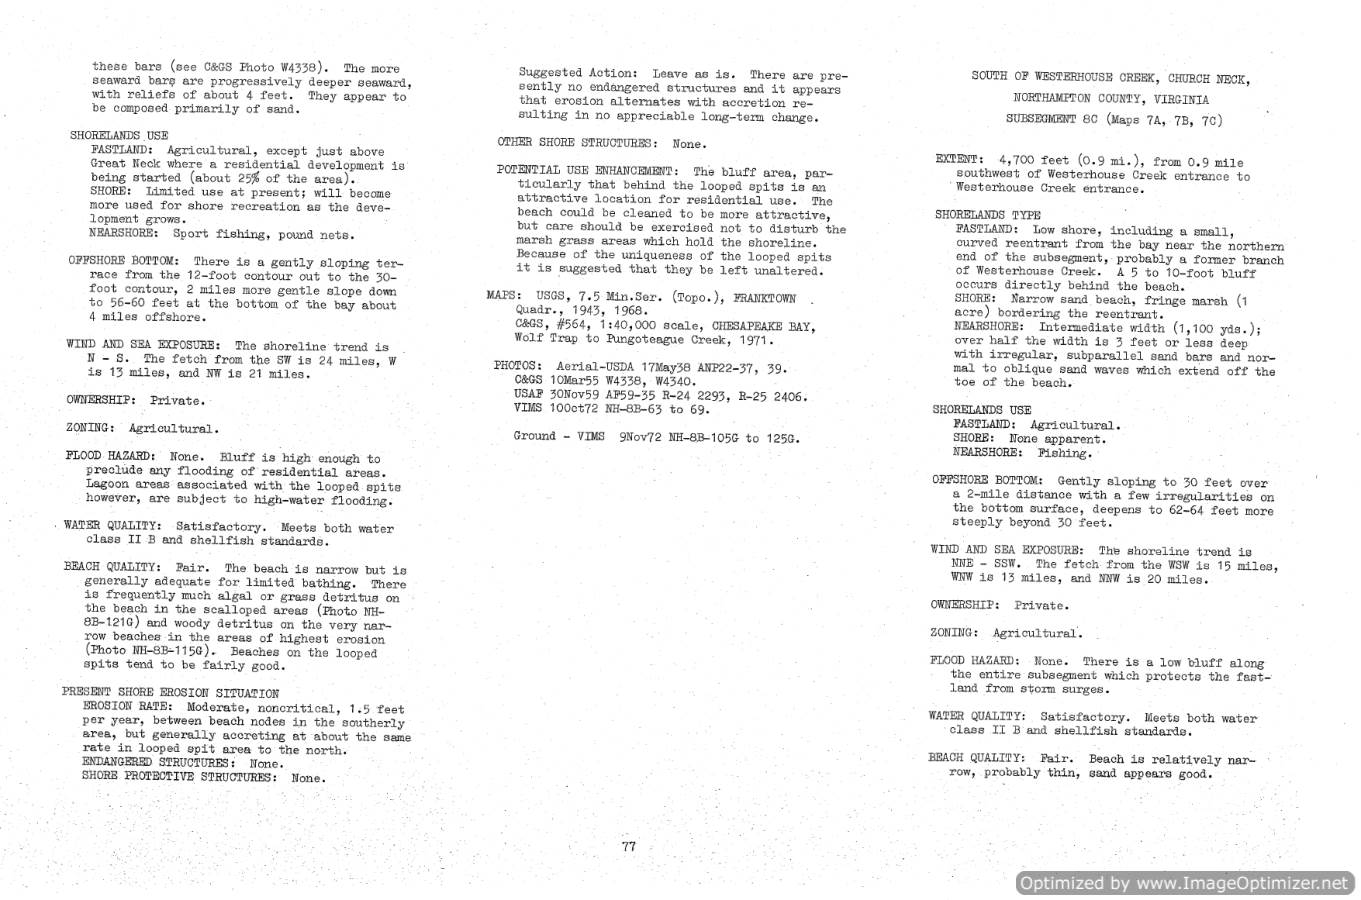 these bars (see C&GS Photo W4338). The more
seaward bars are progressively deeper seaward,
with reliefs of about 4 feet. They appear to
be composed primarily of sand.
SHORELANDS USE
FASTLAND: Agricultural, except just above
Great Neck where a residential development is
being started (about 25% of the area).
SHORE: Limited use at present; will become
more used for shore recreation as the deve-
lopment grows.
NEARSHORE: Sport fishing, pound nets.
OFFSHORE BOTTOM: There is a gently sloping ter-
race from the 12-foot contour out to the 30-
foot contour, 2 miles more gentle slope down
to 56-60 feet at the bottom of the bay about
4 miles offshore.
WIND AND SEA EXPOSURE: The shoreline trend is
N - S. The fetch from the SW is 24 miles, W
is 13 miles, and NW is 21 miles.
OWNERSHIP: Private.
ZONING: Agricultural.
FLOOD HAZARD: None. Bluff is high enough to
preclude any flooding of residential areas.
Lagoon areas associated with the looped spits
however, are subject to high-water flooding.
WATER QUALITY: Satisfactory. Meets both water
class II B and shellfish standards.
BEACH QUALITY: Fair. The beach is narrow but is
generally adequate for limited bathing. There
is frequently much algal or grass detritus on
the beach in the scalloped areas (Photo NH-
8B-121G) and woody detritus on the very nar-
row beaches in the areas of highest erosion
(Photo NH-8B-115G). Beaches on the looped
spits tend to be fairly good.
PRESENT SHORE EROSION SITUATION
EROSION RATE: Moderate, noncritical, 1.5 feet
per year, between beach nodes in the southerly
area, but generally accreting at about the same
rate in looped spit area to the north.
ENDANGERED STRUCTURES: None.
SHORE PROTECTIVE STRUCTURES: None.
Suggested Action: Leave as is. There are pre-
sently no endangered structures and it appears
that erosion alternates with accretion re-
sulting in no appreciable long-term change.
OTHER SHORE STRUCTURES: None.
POTENTIAL USE ENHANCEMENT: The bluff area, par-
ticularly that behind the looped spits is an
attractive location for residential use. The
beach could be cleaned to be more attractive,
but care should be exercised not to disturb the
marsh grass areas which hold the shoreline.
Because of the uniqueness of the looped spits
it is suggested that they be left unaltered.
MAPS: USGS, 7.5 Min.Ser. (Topo.), FRANKTOWN
Quadr., 1943, 1968.
C&GS, #564, 1:40,000 scale, CHESAPEAKE BAY,
Wolf Trap to Pungoteague Creek, 1971.
PHOTOS: Aerial-USDA 17May38 ANP22-37, 39.
C&GS 10Mar55 W4338, W4340.
USAF 30Nov59 AF59-35 R-24 2293, R-25 2406.
VIMS 10Oct72 NH-8B-63 to 69.
Ground - VIMS 9Nov72 NH-8B-105G to 125G.
SOUTH OF WESTERHOUSE CREEK, CHURCH NECK,
NORTHAMPTON COUNTY, VIRGINIA
SUBSEGMENT 8C (Maps 7A, 7B, 7C)
EXTENT: 4,700 feet (0.9 mi.), from 0.9 mile
southwest of Westerhouse Creek entrance to
Westerhouse Creek entrance.
SHORELANDS TYPE
FASTLAND: Low shore, including a small,
curved reentrant from the bay near the northern
end of the subsegment, probably a former branch
of Westerhouse Creek. A 5 to 10-foot bluff
occurs directly behind the beach.
SHORE: Narrow sand beach, fringe marsh (1
acre) bordering the reentrant.
NEARSHORE: Intermediate width (1,100 yds.);
over half the width is 3 feet or less deep
with irregular, subparallel sand bars and nor-
mal to oblique sand waves which extend off the
toe of the beach.
SHORELANDS USE
FASTLAND: Agricultural.
SHORE: None apparent.
NEARSHORE: Fishing.
OFFSHORE BOTTOM: Gently sloping to 30 feet over
a 2-mile distance with a few irregularities on
the bottom surface, deepens to 62-64 feet more
steeply beyond 30 feet.
WIND AND SEA EXPOSURE: The shoreline trend is
NNE - SSW. The fetch from the WSW is 15 miles,
WNW is 13 miles, and NNW is 20 miles.
OWNERSHIP: Private.
ZONING: Agricultural.
FLOOD HAZARD: None. There is a low bluff along
the entire subsegment which protects the fast-
land from storm surges.
WATER QUALITY: Satisfactory. Meets both water
class II B and shellfish standards.
BEACH QUALITY: Fair. Beach is relatively nar-
row, probably thin, sand appears good.
77
Optimized by www.ImageOptimizer.net